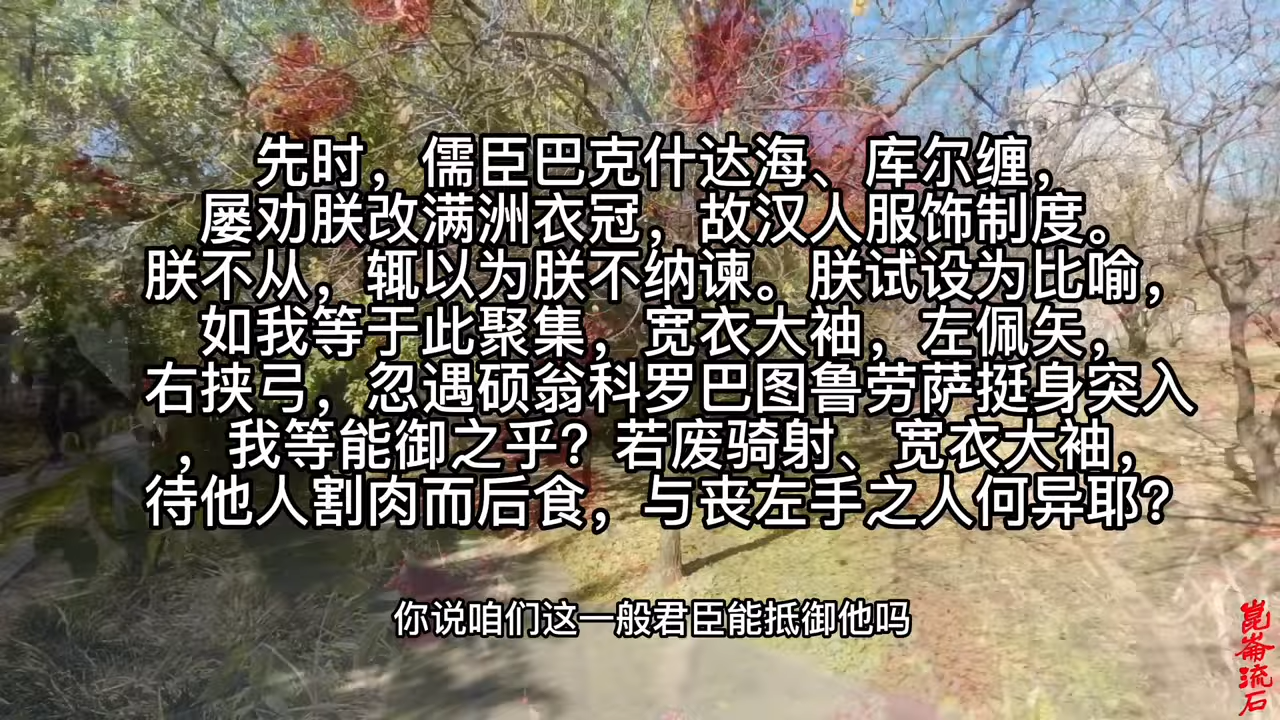 先时，儒臣巴克什达海、库尔缠，
屡劝朕改满洲衣冠，故汉人服饰制度。
朕不从，辄以为朕不纳谏。朕试设为比喻，
如我等于此聚集，宽衣大袖，左佩矢，
右挟弓，忽遇硕翁科罗巴图鲁劳萨挺身突入
，我等能御之乎？若废骑射、宽衣大袖，
待他人割肉而后食，与丧左手之人何异耶？
你说咱们这一般君臣能抵御他吗
崑崙流石